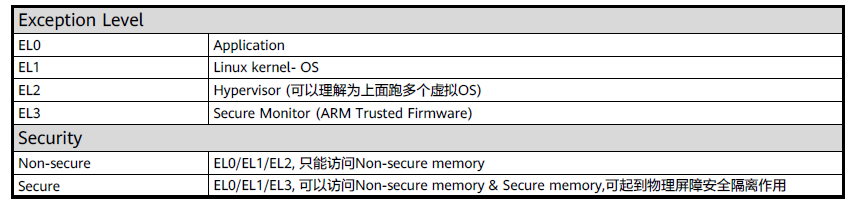 Exception Level
EL0 Application
EL1 Linux kernel- OS
EL2 Hypervisor (可以理解为上面跑多个虚拟OS)
EL3 Secure Monitor (ARM Trusted Firmware)
Security
Non-secure EL0/EL1/EL2, 只能访问Non-secure memory
Secure EL0/EL1/EL3, 可以访问Non-secure memory & Secure memory,可起到物理屏障安全隔离作用